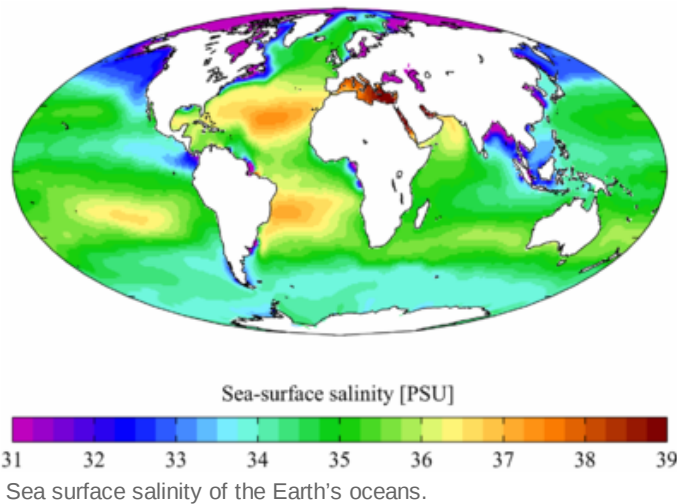 Sea-surface salinity [PSU]
31 32 33 34 35 36 37 38 39
Sea surface salinity of the Earth’s oceans.